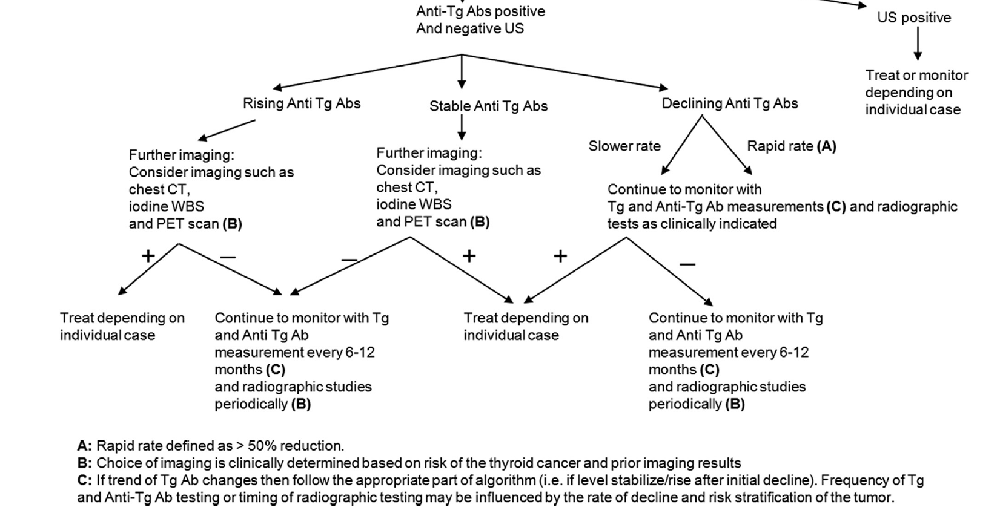 Anti-Tg Abs positive
And negative US
US positive
Treat or monitor
depending on
individual case
Rising Anti Tg Abs
Stable Anti Tg Abs
Declining Anti Tg Abs
Slower rate
Rapid rate (A)
Further imaging:
Consider imaging such as
chest CT,
iodine WBS
and PET scan (B)
Further imaging:
Consider imaging such as
chest CT,
iodine WBS
and PET scan (B)
Continue to monitor with
Tg and Anti-Tg Ab measurements (C) and radiographic
tests as clinically indicated
+
–
–
+
+
–
Treat depending on
individual case
Continue to monitor with Tg
and Anti Tg Ab
measurement every 6-12
months (C)
and radiographic studies
periodically (B)
Treat depending on
individual case
Continue to monitor with Tg
and Anti Tg Ab
measurement every 6-12
months (C)
and radiographic studies
periodically (B)
A: Rapid rate defined as > 50% reduction.
B: Choice of imaging is clinically determined based on risk of the thyroid cancer and prior imaging results
C: If trend of Tg Ab changes then follow the appropriate part of algorithm (i.e. if level stabilize/rise after initial decline). Frequency of Tg
and Anti-Tg Ab testing or timing of radiographic testing may be influenced by the rate of decline and risk stratification of the tumor.